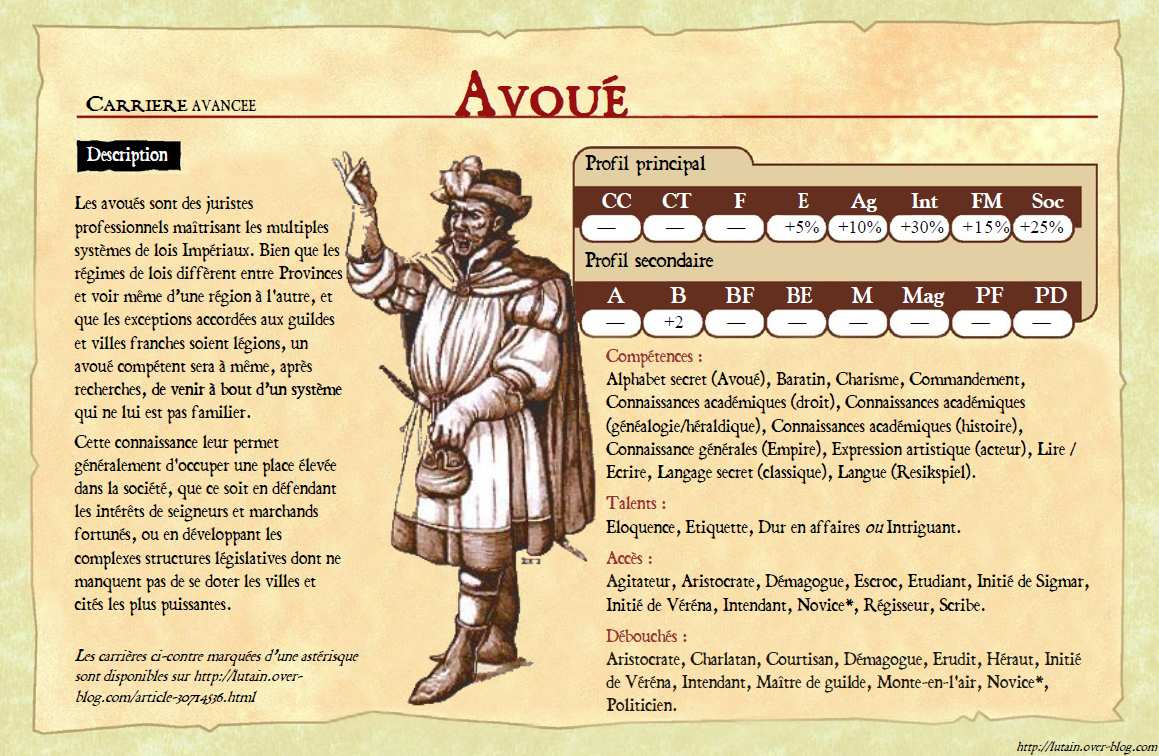 CARRIERE AVANCEE
AVOUÉ
Description
Les avoués sont des juristes
professionnels maîtrisant les multiples
systèmes de lois Impériaux. Bien que les
régimes de lois diffèrent entre Provinces
et voir même d'une région à l'autre, et
que les exceptions accordées aux guildes
et villes franches soient légions, un
avoué compétent sera à même, après
recherches, de venir à bout d'un système
qui ne lui est pas familier.
Cette connaissance leur permet
généralement d'occuper une place élevée
dans la société, que ce soit en défendant
les intérêts de seigneurs et marchands
fortunés, ou en développant les
complexes structures législatives dont ne
manquent pas de se doter les villes et
cités les plus puissantes.
Les carrières ci-contre marquées d'une astérisque
sont disponibles sur http://lutain.over-
blog.com/article-30714536.html
Profil principal
CC CT F E Ag Int FM Soc
— — — +5% +10% +30% +15% +25%
Profil secondaire
A B BF BE M Mag PF PD
— +2 — — — — — —
Compétences :
Alphabet secret (Avoué), Baratin, Charisme, Commandement,
Connaissances académiques (droit), Connaissances académiques
(généalogie/héraldique), Connaissances académiques (histoire),
Connaissance générales (Empire), Expression artistique (acteur), Lire /
Ecrire, Langage secret (classique), Langue (Resikspiel).
Talents :
Eloquence, Etiquette, Dur en affaires ou Intriguant.
Accès :
Agitateur, Aristocrate, Démagogue, Escroc, Etudiant, Initié de Sigmar,
Initié de Véréna, Intendant, Novice*, Régisseur, Scribe.
Débouchés :
Aristocrate, Charlatan, Courtisan, Démagogue, Erudit, Héraut, Initié
de Véréna, Intendant, Maître de guilde, Monte-en-l'air, Novice*,
Politicien.
http://lutain.over-blog.com